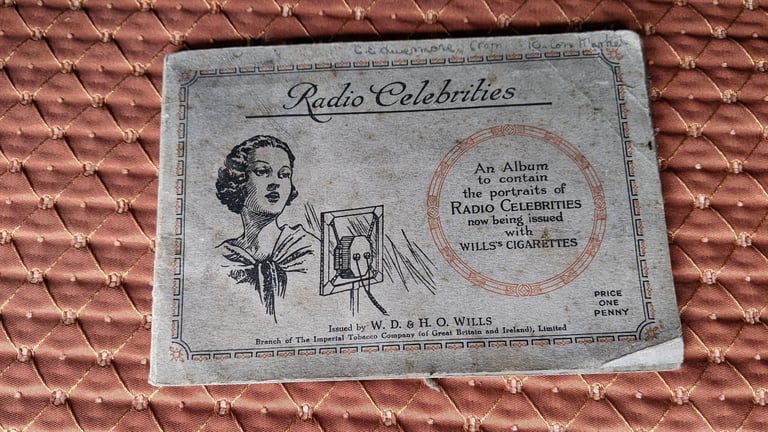 from
Radio Celebrities
An Album
to contain
the portraits of
RADIO CELEBRITIES
now being issued
with
WILLS'S CIGARETTES
PRICE
ONE
PENNY
Issued by W. D. & H. O. WILLS
Branch of The Imperial Tobacco Company (of Great Britain and Ireland), Limited